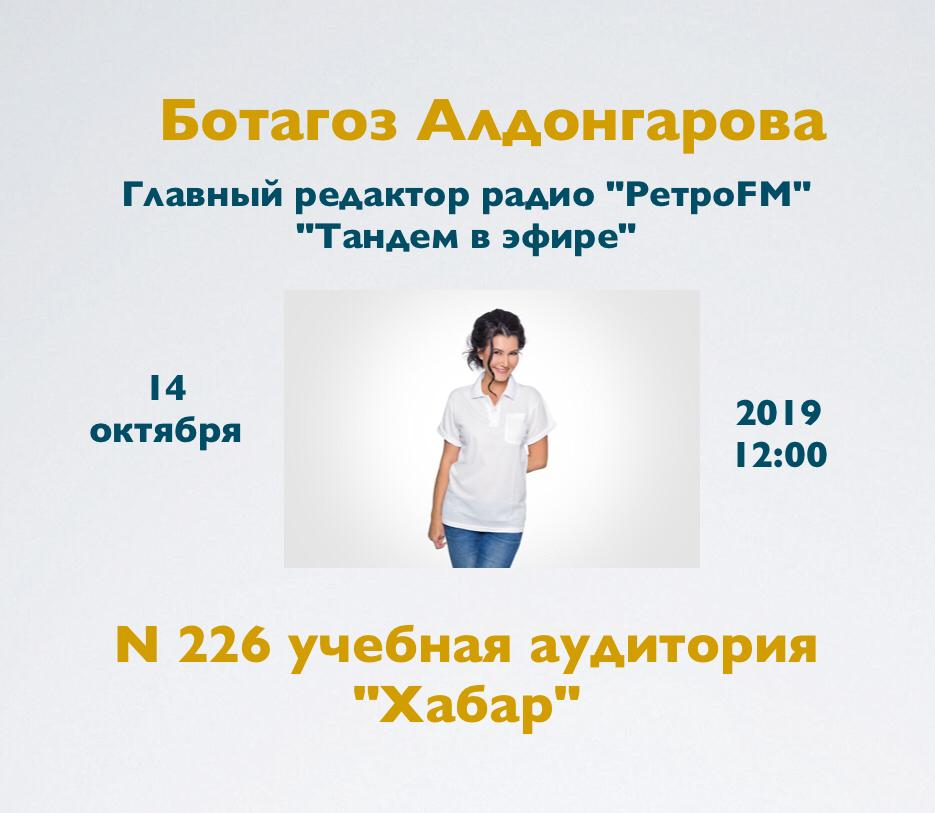 Ботагоз Алдонгарова
Главный редактор радио "РетроFM"
"Тандем в эфире"
14
октября
2019
12:00
N 226 учебная аудитория
"Хабар"